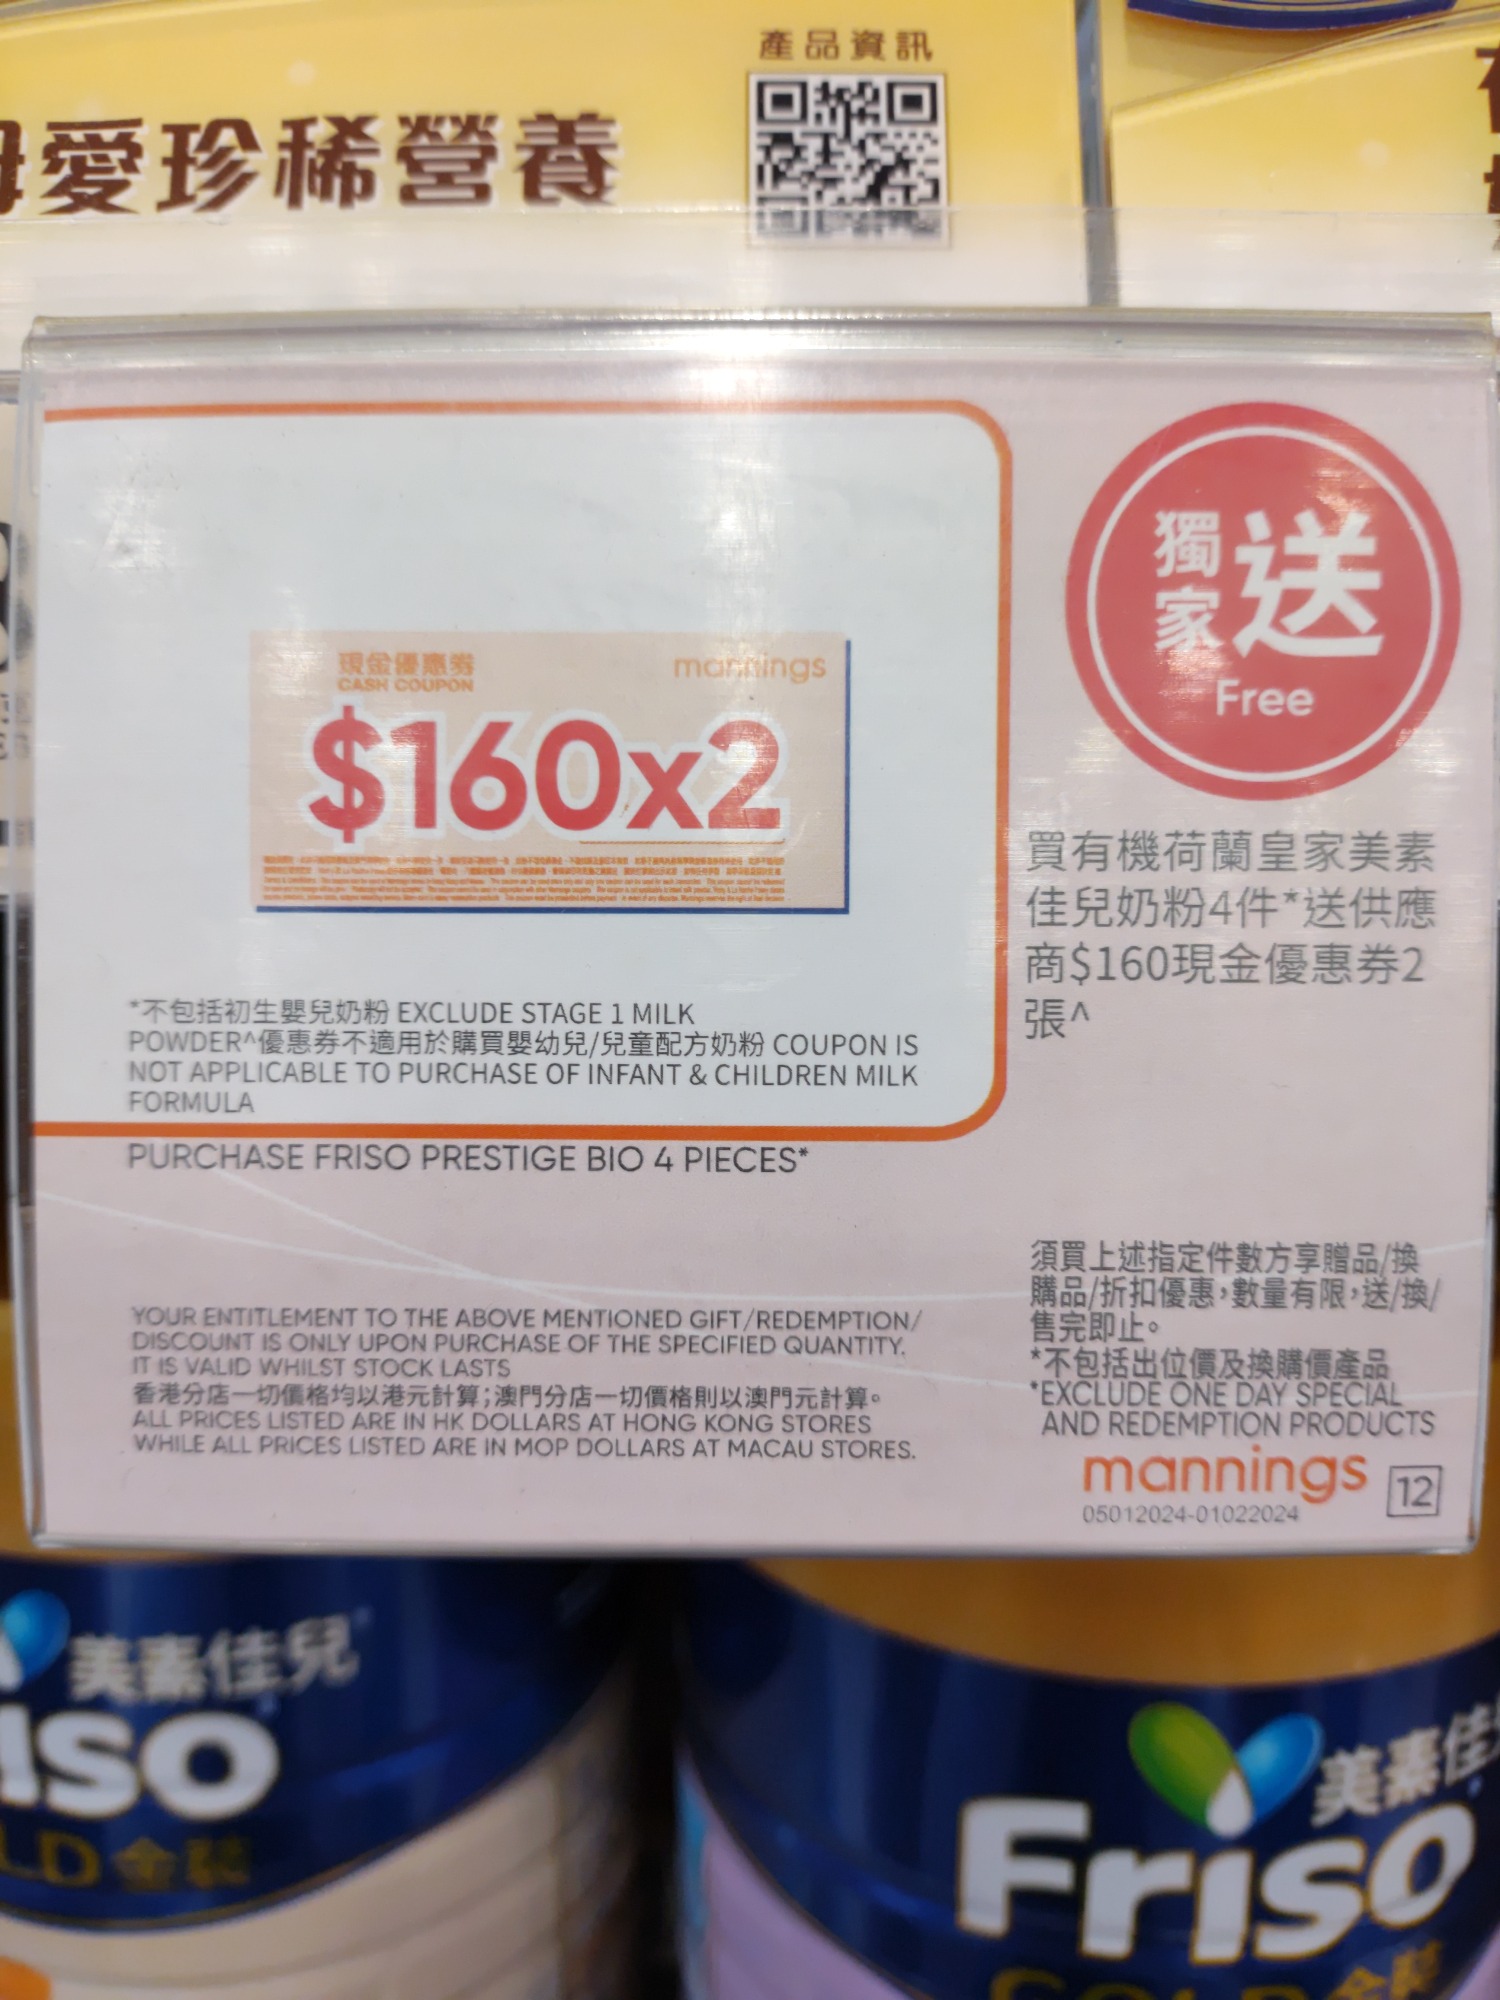 產品資訊
愛珍稀營養
獨家送
Free
現金優惠券
CASH COUPON
mannings
$160x2
買有機荷蘭皇家美素
佳兒奶粉4件*送供應
商$160現金優惠券2
張^
*不包括初生嬰兒奶粉 EXCLUDE STAGE 1 MILK
POWDER^優惠券不適用於購買嬰幼兒/兒童配方奶粉 COUPON IS
NOT APPLICABLE TO PURCHASE OF INFANT & CHILDREN MILK
FORMULA
PURCHASE FRISO PRESTIGE BIO 4 PIECES*
YOUR ENTITLEMENT TO THE ABOVE MENTIONED GIFT/REDEMPTION/
DISCOUNT IS ONLY UPON PURCHASE OF THE SPECIFIED QUANTITY.
IT IS VALID WHILST STOCK LASTS
香港分店一切價格均以港元計算;澳門分店一切價格則以澳門元計算。
ALL PRICES LISTED ARE IN HK DOLLARS AT HONG KONG STORES
WHILE ALL PRICES LISTED ARE IN MOP DOLLARS AT MACAU STORES.
須買上述指定件數方享贈品/換
購品/折扣優惠,數量有限,送/換/
售完即止。
*不包括出位價及換購價產品
*EXCLUDE ONE DAY SPECIAL
AND REDEMPTION PRODUCTS
mannings
12
05012024-01022024
美素佳兒
ISO
LD 金裝
美素佳
Friso
GOLD 金裝